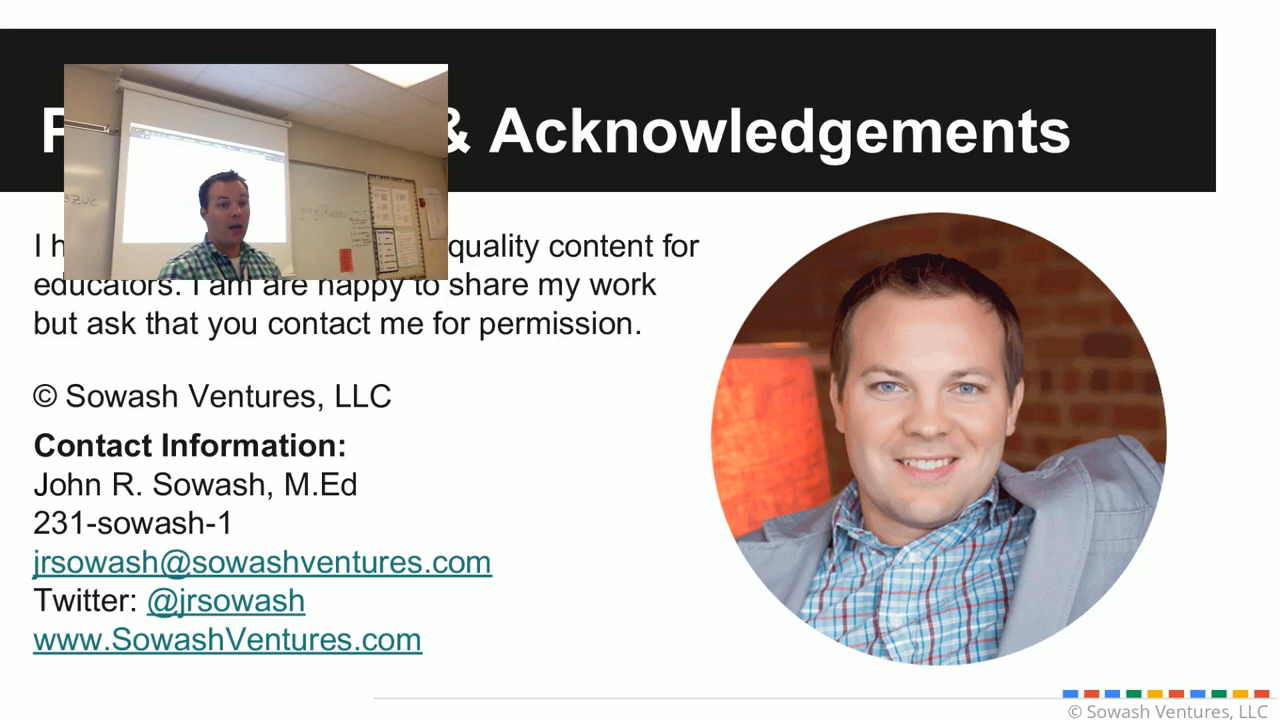 & Acknowledgements
I quality content for
educators. I am are happy to share my work
but ask that you contact me for permission.
© Sowash Ventures, LLC
Contact Information:
John R. Sowash, M.Ed
231-sowash-1
jrsowash@sowashventures.com
Twitter: @jrsowash
www.SowashVentures.com
© Sowash Ventures, LLC